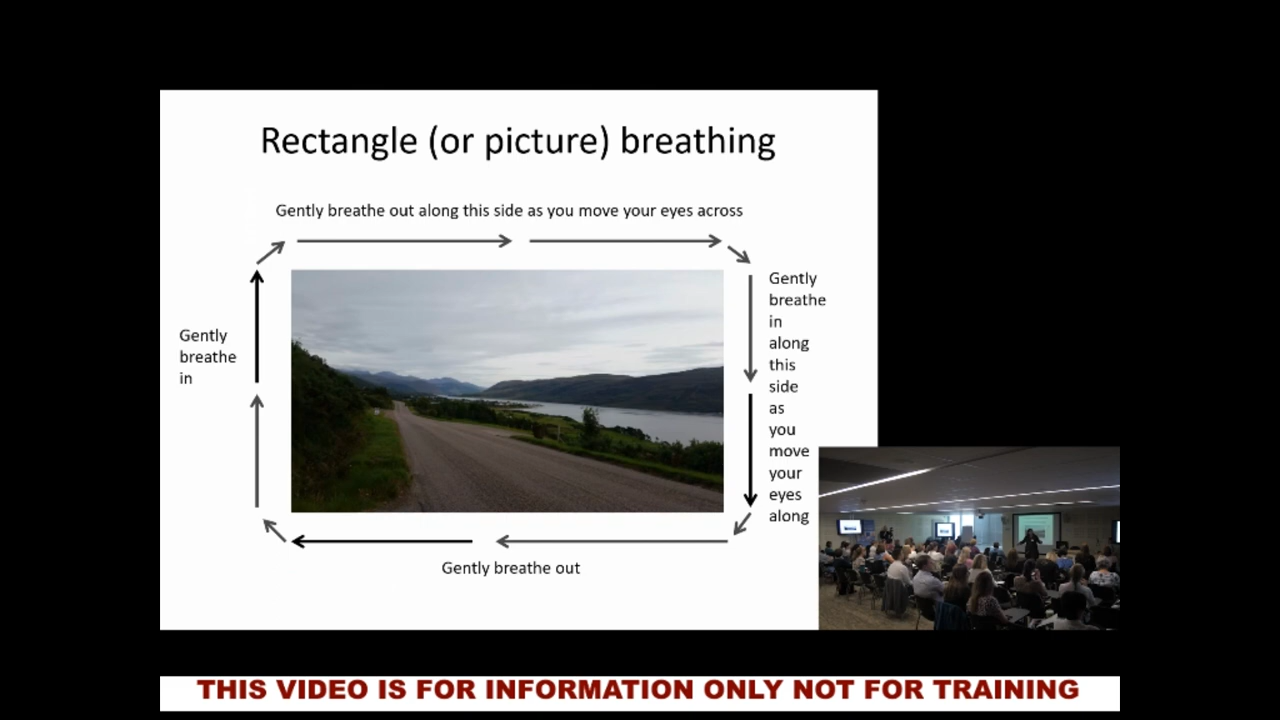 Rectangle (or picture) breathing
Gently breathe out along this side as you move your eyes across
Gently
breathe
in
Gently
breathe
in
along
this
side
as
you
move
your
eyes
along
Gently breathe out
THIS VIDEO IS FOR INFORMATION ONLY NOT FOR TRAINING